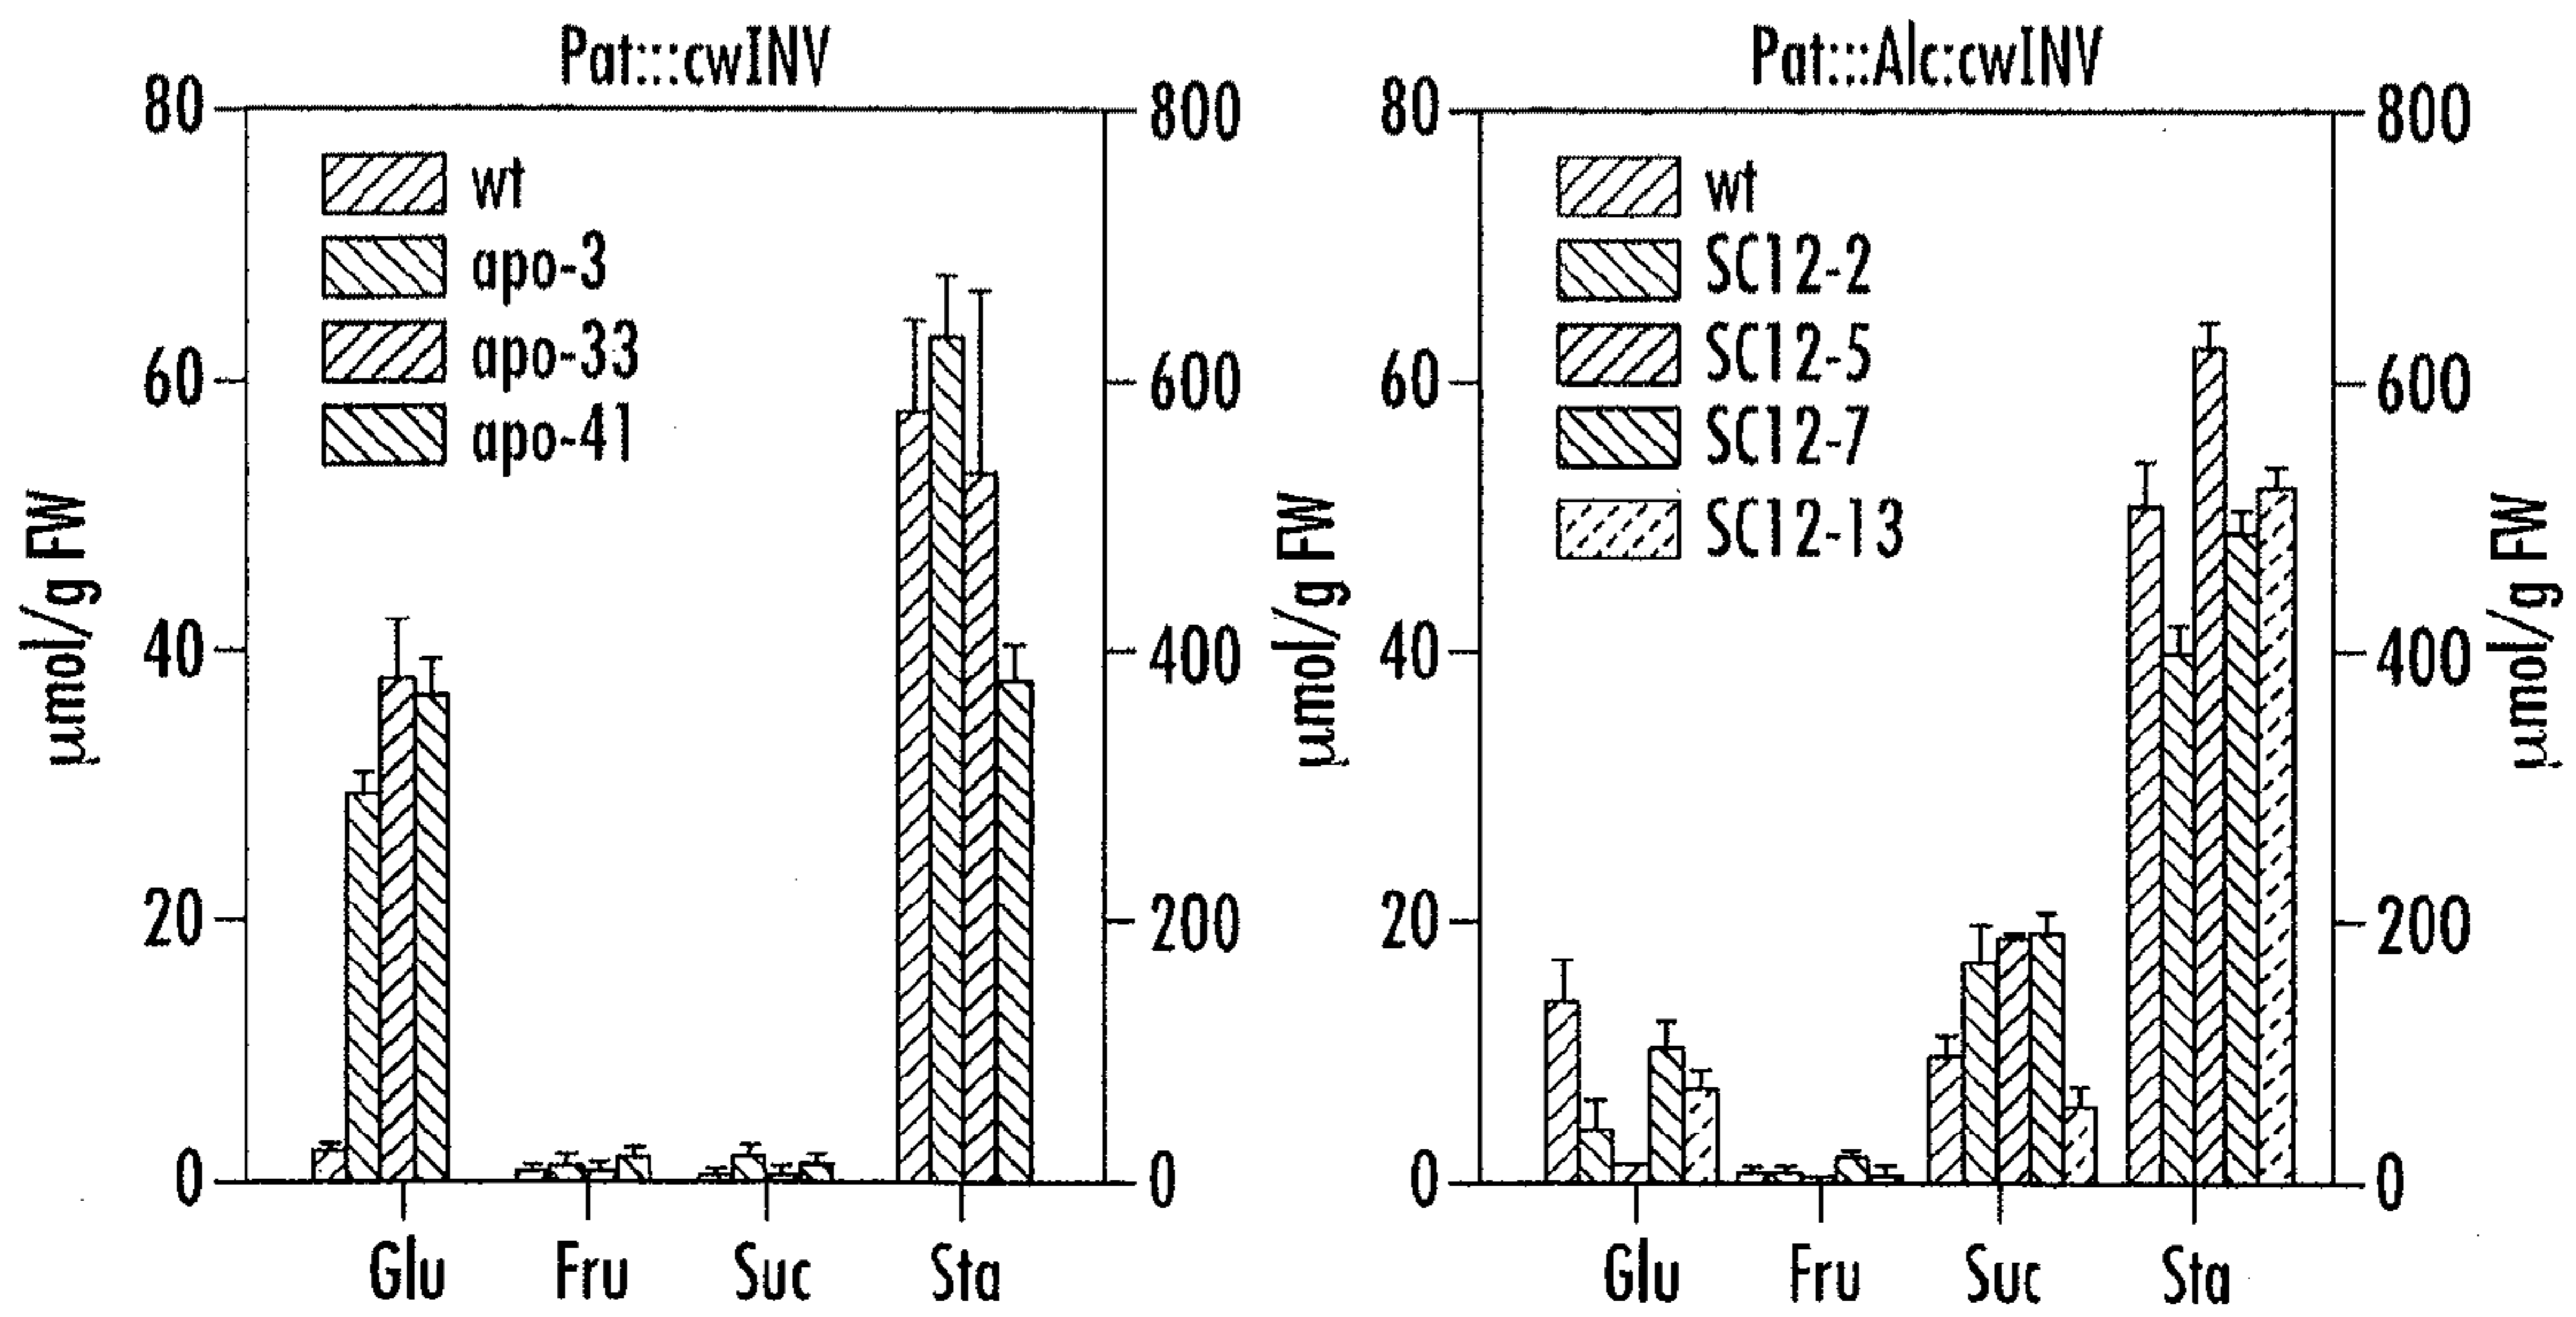 Pat:::cwINV
80
60
40
20
0
µmol/g FW
wt
apo-3
apo-33
apo-41
800
600
400
200
0
µmol/g FW
Glu Fru Suc Sta
Pat:::Alc:cwINV
80
60
40
20
0
wt
SC12-2
SC12-5
SC12-7
SC12-13
800
600
400
200
0
µmol/g FW
Glu Fru Suc Sta